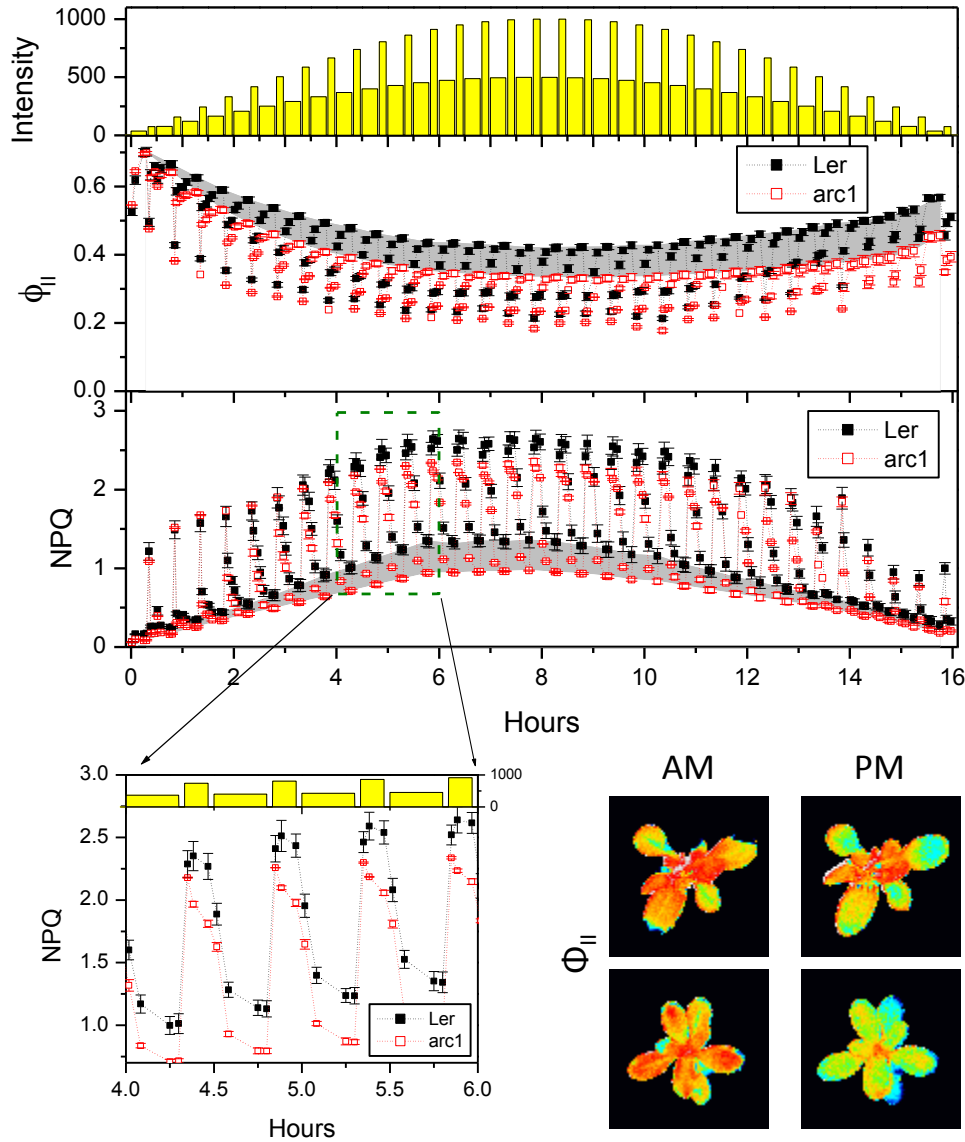 Intensity
1000
500
0
ϕII
0.6
0.4
0.2
0.0
Ler
arc1
NPQ
3
2
1
0
Ler
arc1
0 2 4 6 8 10 12 14 16
Hours
NPQ
3.0
2.5
2.0
1.5
1.0
1000
0
Ler
arc1
4.0 4.5 5.0 5.5 6.0
Hours
AM PM
ΦII